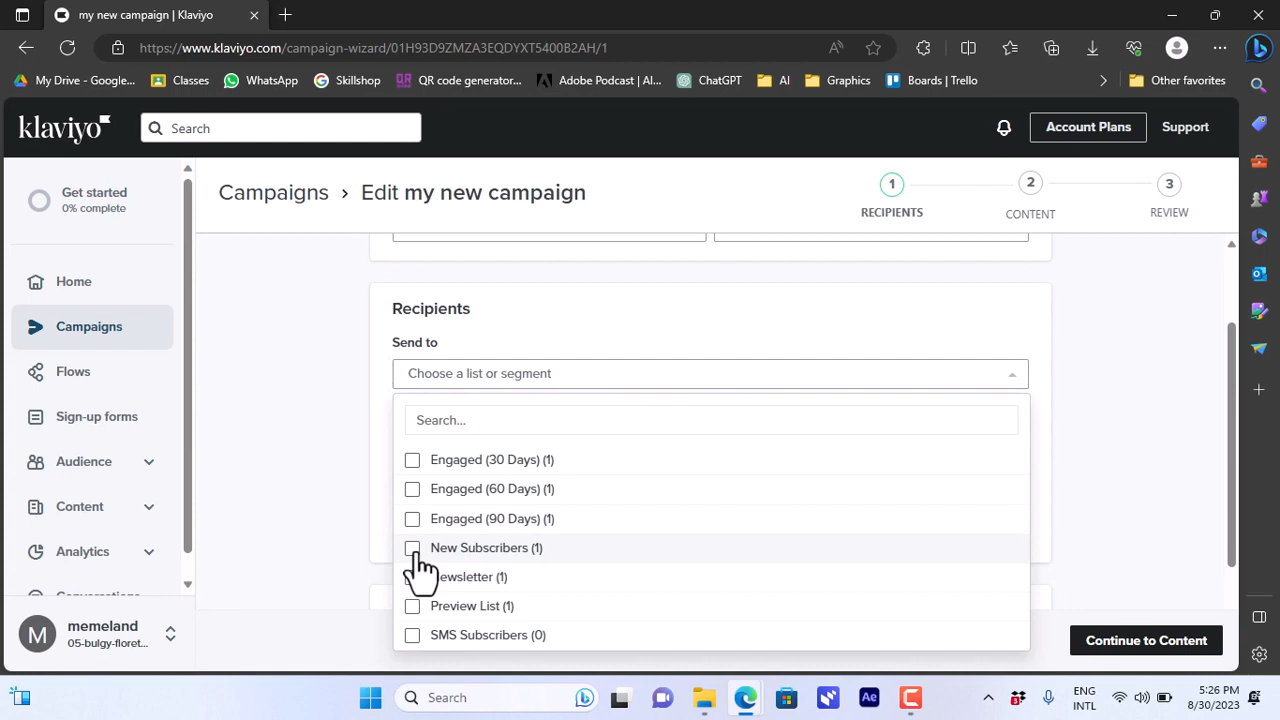 my new campaign | Klaviyo
https://www.klaviyo.com/campaign-wizard/01H93D9ZMZA3EQDYXT5400B2AH/1
My Drive - Google...
Classes
WhatsApp
Skillshop
QR code generator...
Adobe Podcast | Al...
ChatGPT
AI
Graphics
Boards | Trello
Other favorites
klaviyo
Search
Account Plans
Support
Get started
0% complete
Campaigns › Edit my new campaign
1
2
3
RECIPIENTS
CONTENT
REVIEW
Home
Campaigns
Flows
Sign-up forms
Audience
Content
Analytics
Conversations
M
memeland
05-bulgy-floret...
Recipients
Send to
Choose a list or segment
Search...
Engaged (30 Days) (1)
Engaged (60 Days) (1)
Engaged (90 Days) (1)
New Subscribers (1)
Newsletter (1)
Preview List (1)
SMS Subscribers (0)
Continue to Content
Search
Ae
ENG
INTL
5:26 PM
8/30/2023